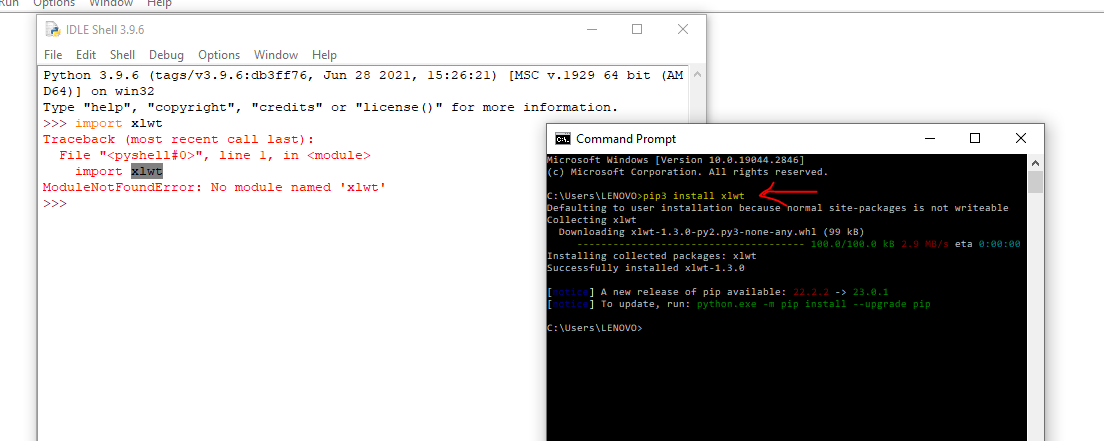 Run Options Window Help
IDLE Shell 3.9.6
File Edit Shell Debug Options Window Help
Python 3.9.6 (tags/v3.9.6:db3ff76, Jun 28 2021, 15:26:21) [MSC v.1929 64 bit (AM
D64)] on win32
Type "help", "copyright", "credits" or "license()" for more information.
>>> import xlwt
Traceback (most recent call last):
  File "<pyshell#0>", line 1, in <module>
    import xlwt
ModuleNotFoundError: No module named 'xlwt'
>>>
Command Prompt
Microsoft Windows [Version 10.0.19044.2846]
(c) Microsoft Corporation. All rights reserved.
C:\Users\LENOVO>pip3 install xlwt
Defaulting to user installation because normal site-packages is not writeable
Collecting xlwt
  Downloading xlwt-1.3.0-py2.py3-none-any.whl (99 kB)
     ---------------------------------------- 100.0/100.0 kB 2.9 MB/s eta 0:00:00
Installing collected packages: xlwt
Successfully installed xlwt-1.3.0
[notice] A new release of pip available: 22.2.2 -> 23.0.1
[notice] To update, run: python.exe -m pip install --upgrade pip
C:\Users\LENOVO>